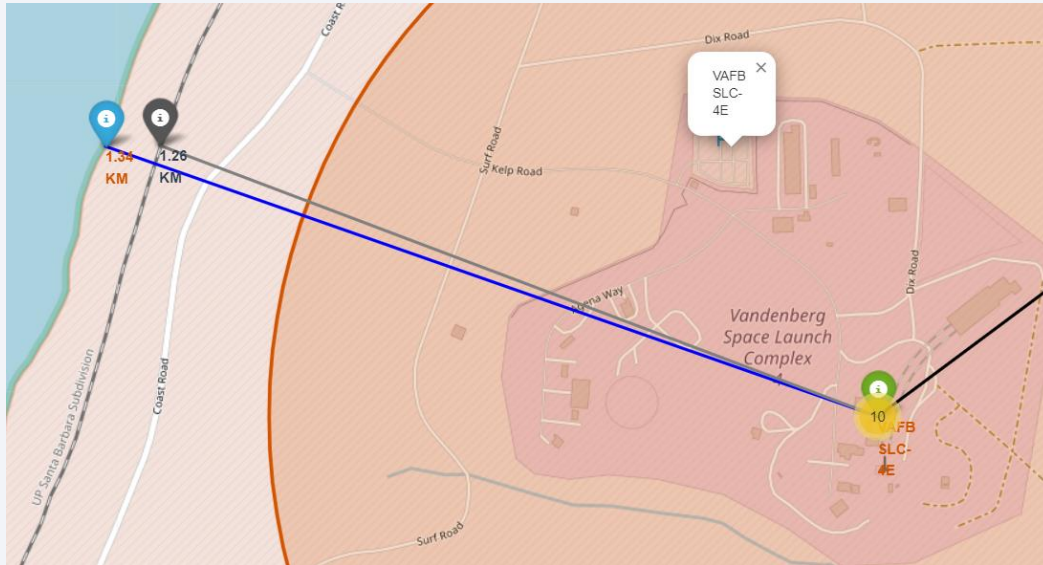 Coast Road
Dix Road
VAFB
SLC-
4E
×
1.34
KM
1.26
KM
Surf Road
Kelp Road
Dix Road
Agena Way
Vandenberg
Space Launch
Complex
4
UP Santa Barbara Subdivision
Coast Road
10
VAFB
SLC-
4E
Surf Road